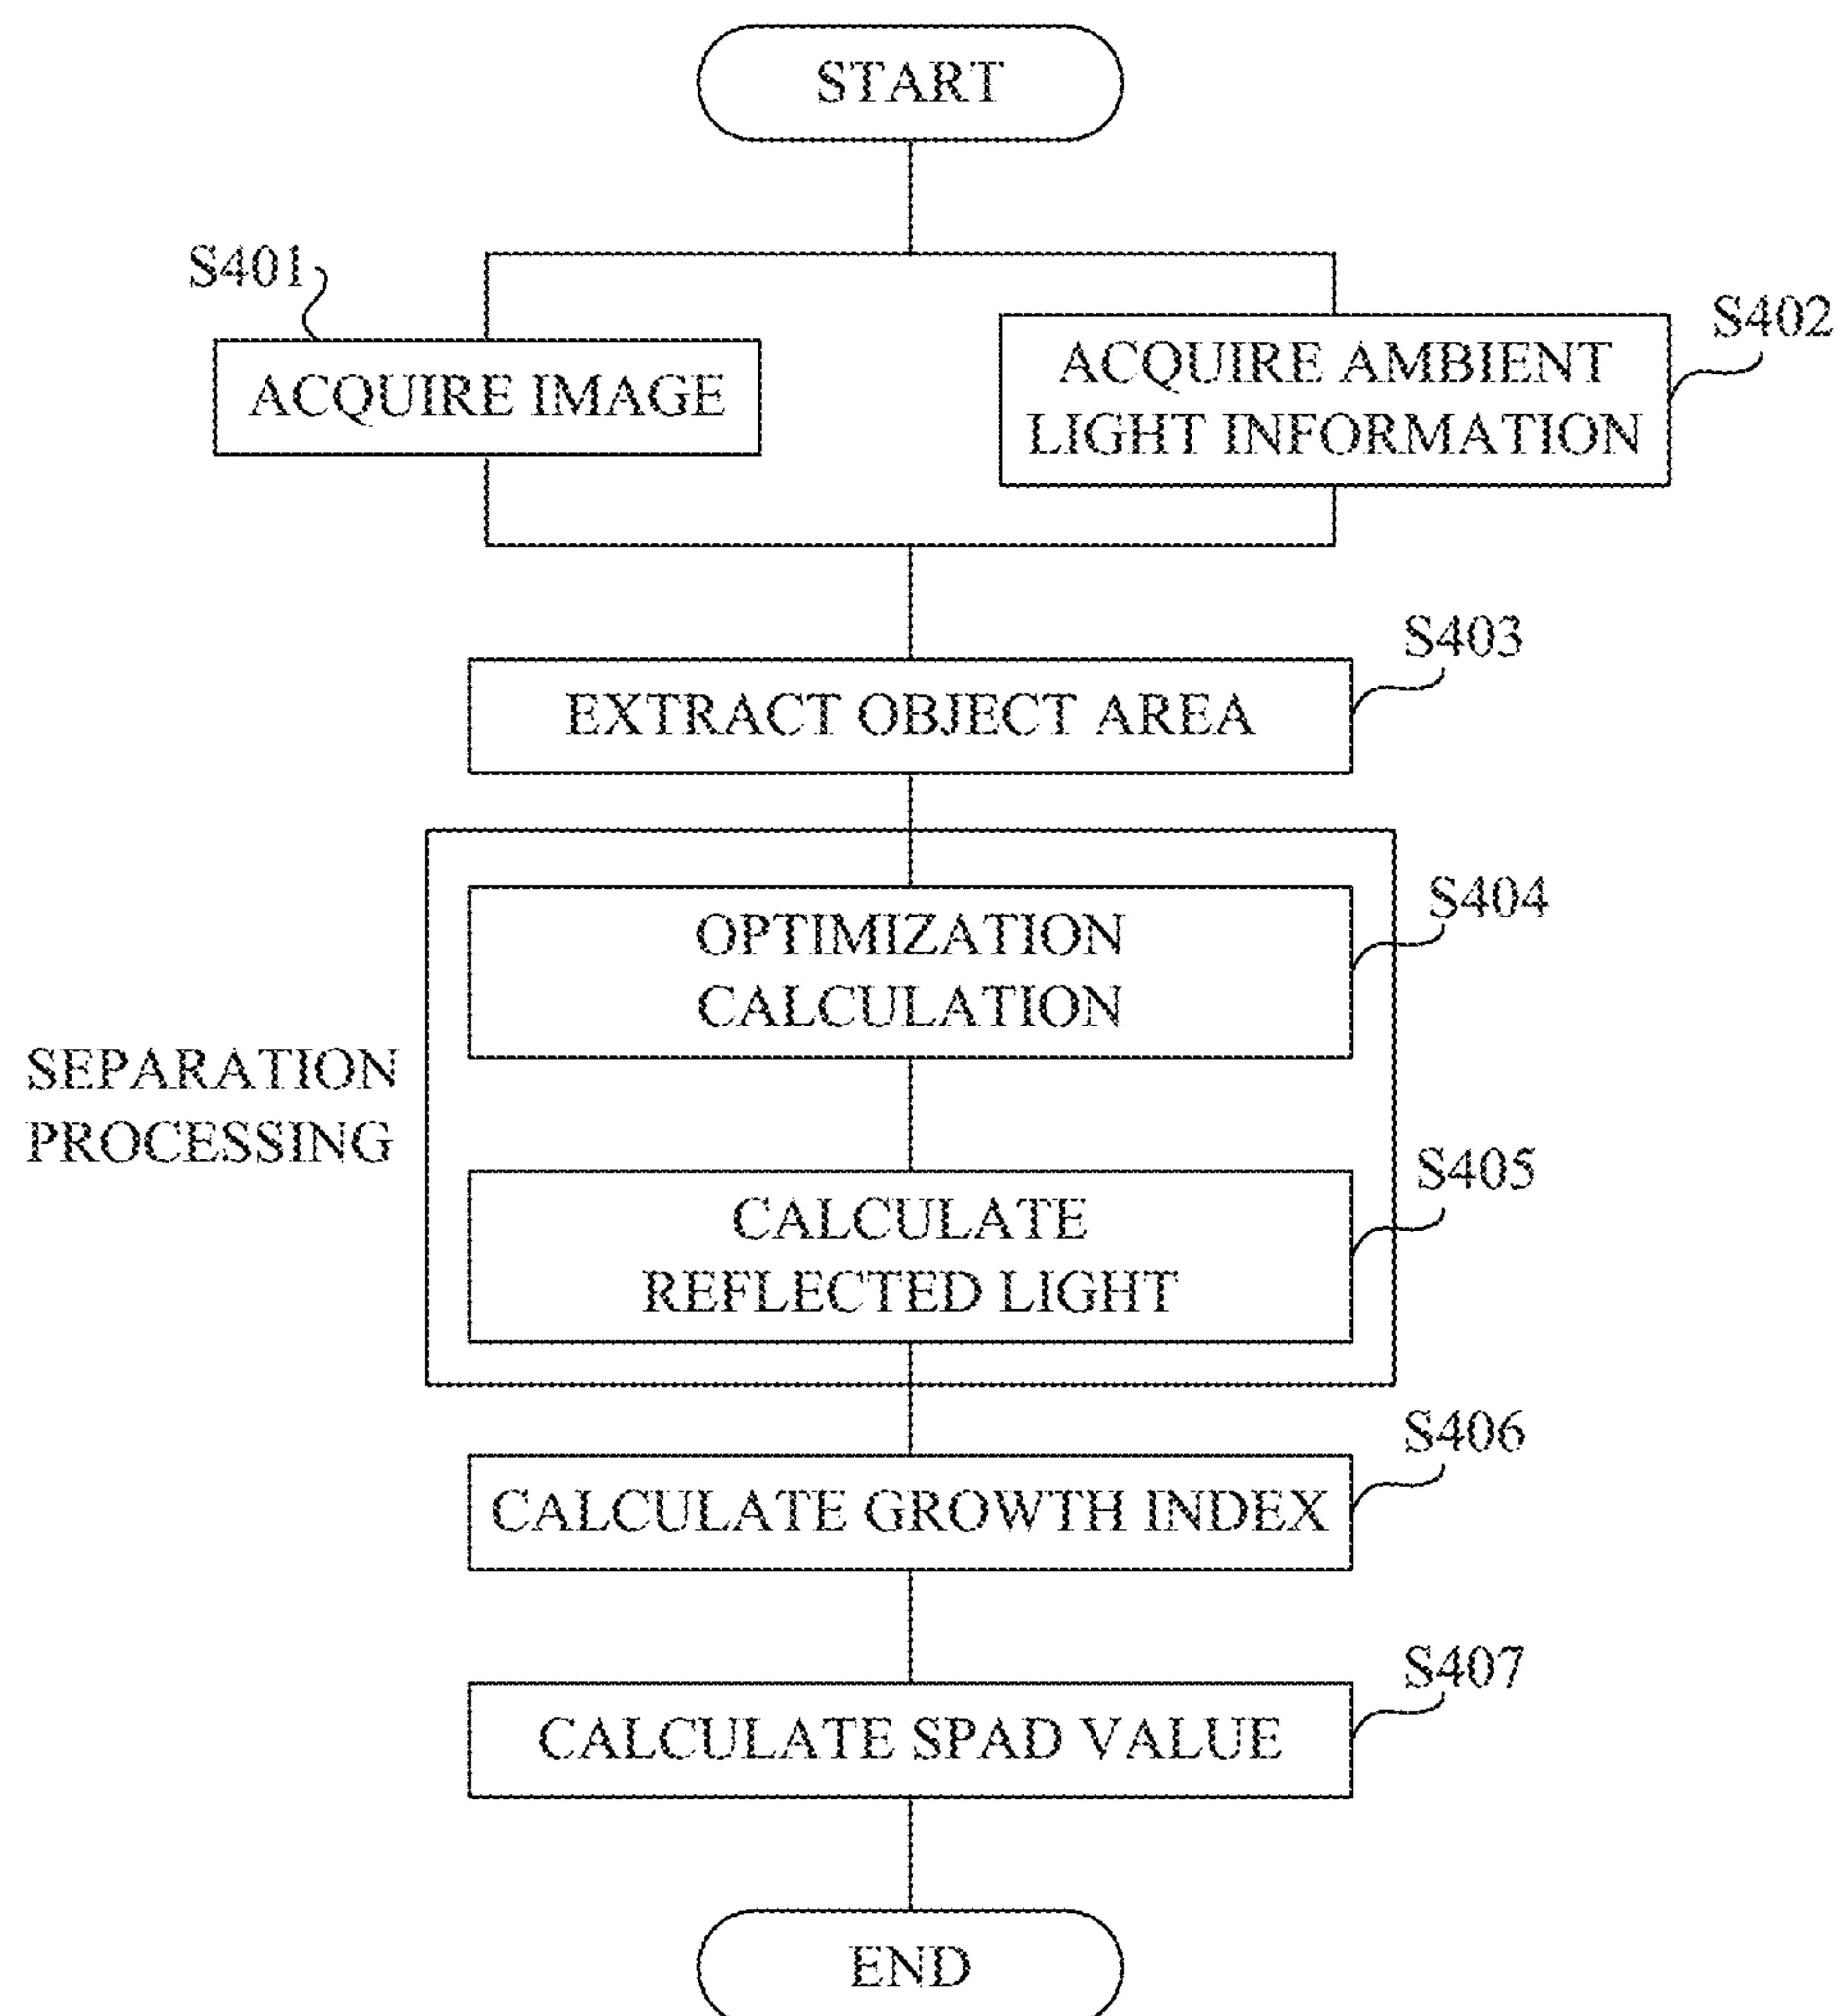 START
S401
ACQUIRE IMAGE
S402
ACQUIRE AMBIENT
LIGHT INFORMATION
S403
EXTRACT OBJECT AREA
SEPARATION
PROCESSING
S404
OPTIMIZATION
CALCULATION
S405
CALCULATE
REFLECTED LIGHT
S406
CALCULATE GROWTH INDEX
S407
CALCULATE SPAD VALUE
END